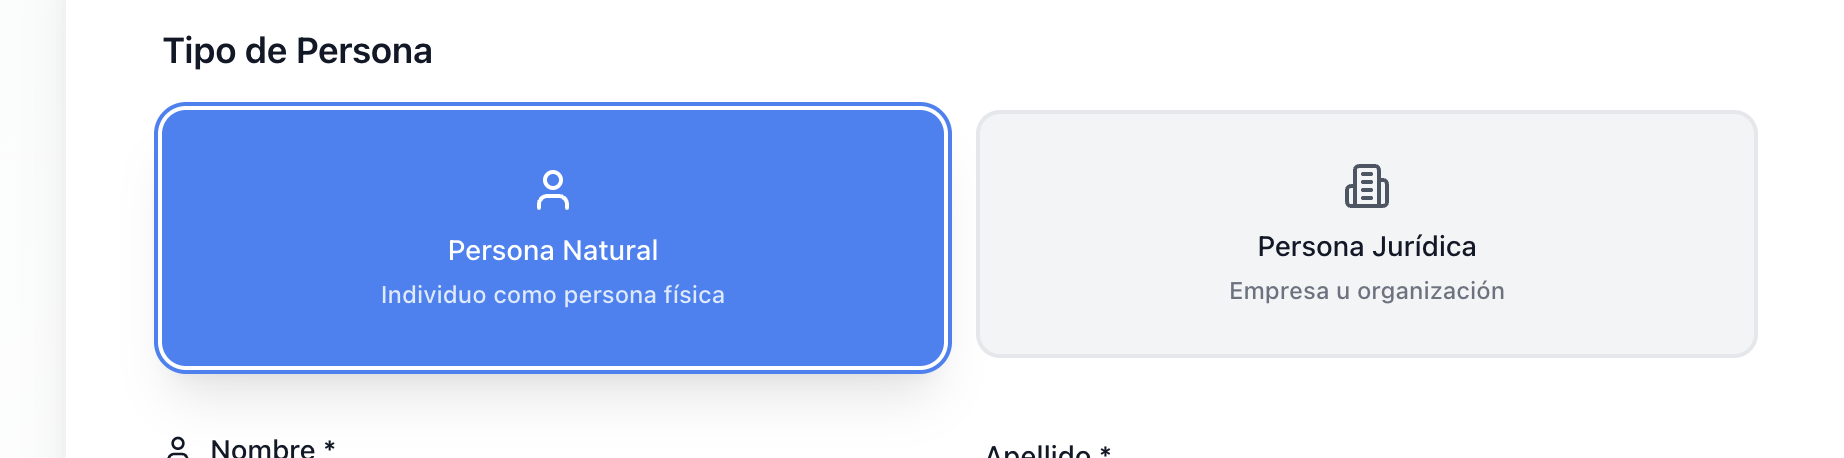 Tipo de Persona
Persona Natural
Individuo como persona física
Persona Jurídica
Empresa u organización
Nombre *
Apellido *